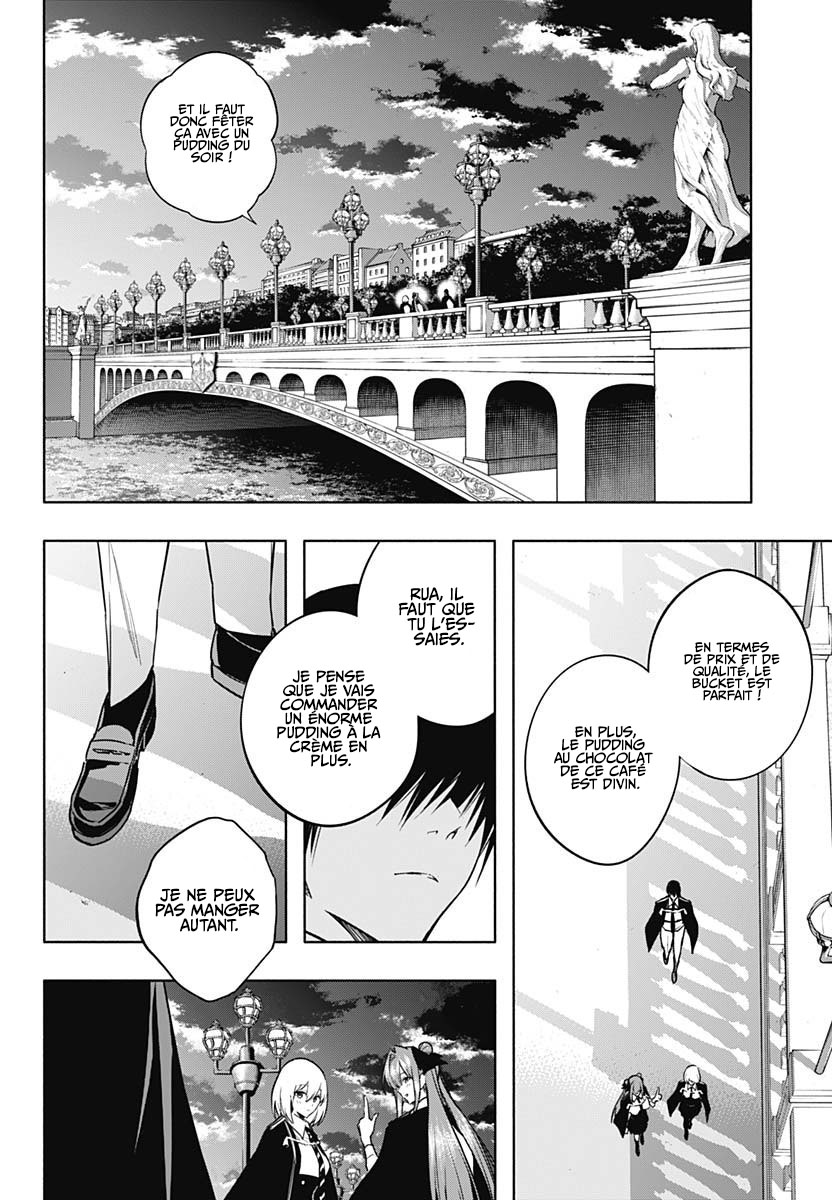 ET IL FAUT
DONC FÊTER
ÇA AVEC UN
PUDDING DU
SOIR !
EN TERMES
DE PRIX ET DE
QUALITÉ, LE
BUCKET EST
PARFAIT !
EN PLUS,
LE PUDDING
AU CHOCOLAT
DE CE CAFÉ
EST DIVIN.
RUA, IL
FAUT QUE
TU L'ES-
SAIES.
JE PENSE
QUE JE VAIS
COMMANDER
UN ÉNORME
PUDDING À LA
CRÈME EN
PLUS.
JE NE PEUX
PAS MANGER
AUTANT.